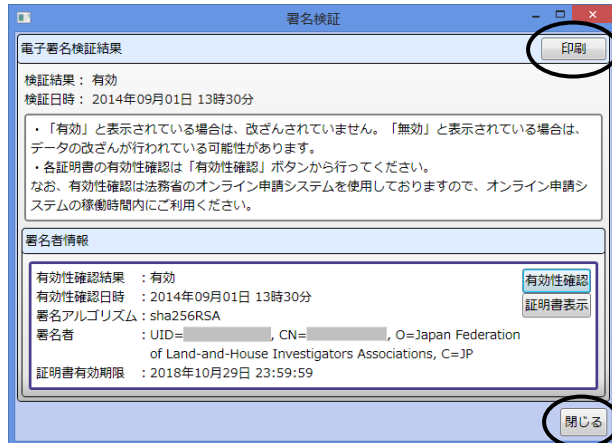 署名検証
電子署名検証結果
印刷
検証結果： 有効
検証日時： 2014年09月01日 13時30分
・「有効」と表示されている場合は、改ざんされていません。「無効」と表示されている場合は、
データの改ざんが行われている可能性があります。
・各証明書の有効性確認は「有効性確認」ボタンから行ってください。
なお、有効性確認は法務省のオンライン申請システムを使用しておりますので、オンライン申請シ
ステムの稼働時間内にご利用ください。
署名者情報
有効性確認結果 ：有効
有効性確認
有効性確認日時 ：2014年09月01日 13時30分
証明書表示
署名アルゴリズム：sha256RSA
署名者 ：UID= , CN= , O=Japan Federation
of Land-and-House Investigators Associations, C=JP
証明書有効期限 ：2018年10月29日 23:59:59
閉じる